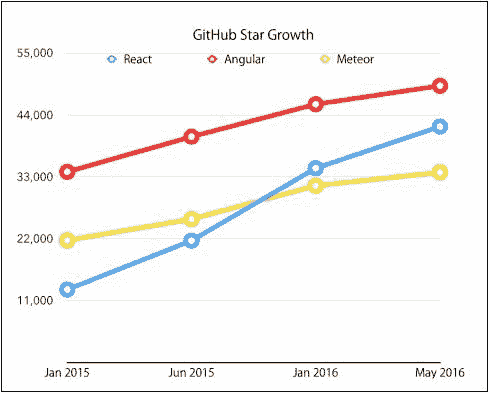 GitHub Star Growth
55,000
React Angular Meteor
44,000
33,000
22,000
11,000
Jan 2015 Jun 2015 Jan 2016 May 2016